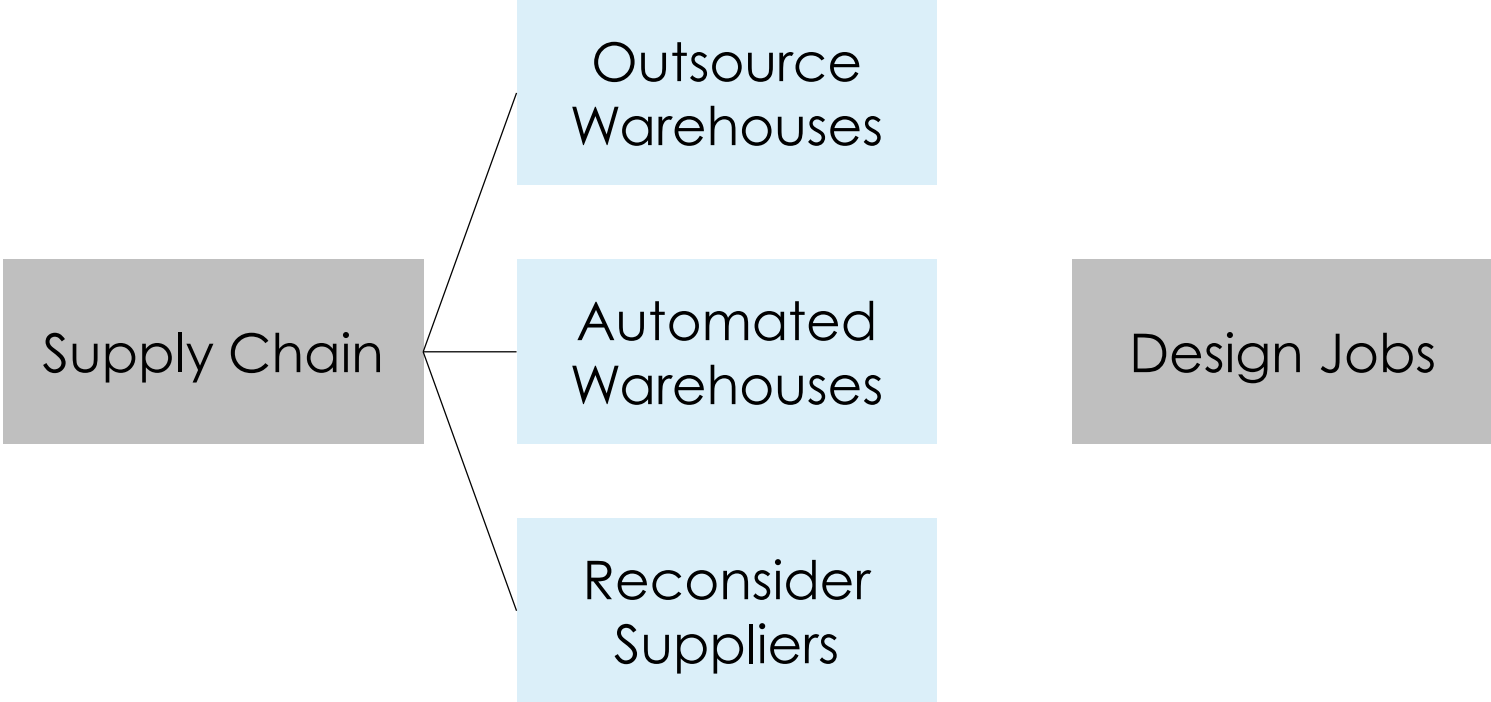 Outsource
Warehouses
Supply Chain
Automated
Warehouses
Design Jobs
Reconsider
Suppliers